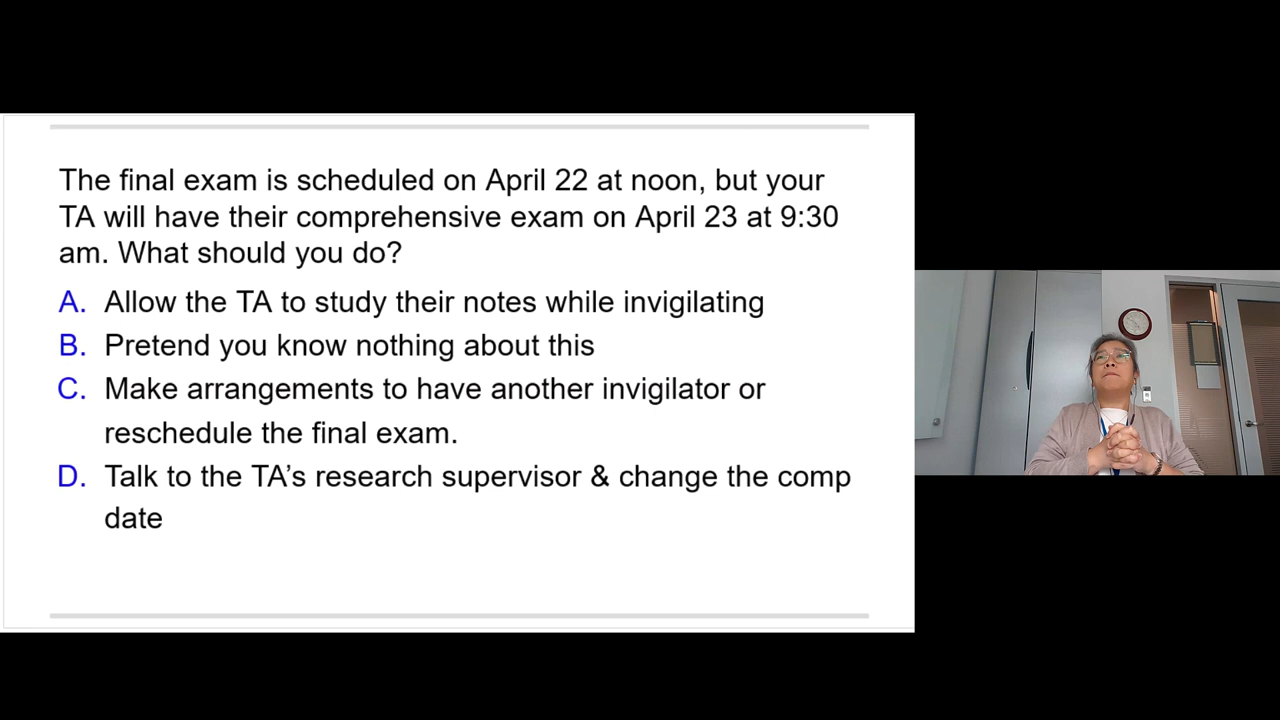 The final exam is scheduled on April 22 at noon, but your
TA will have their comprehensive exam on April 23 at 9:30
am. What should you do?
A. Allow the TA to study their notes while invigilating
B. Pretend you know nothing about this
C. Make arrangements to have another invigilator or
reschedule the final exam.
D. Talk to the TA’s research supervisor & change the comp
date